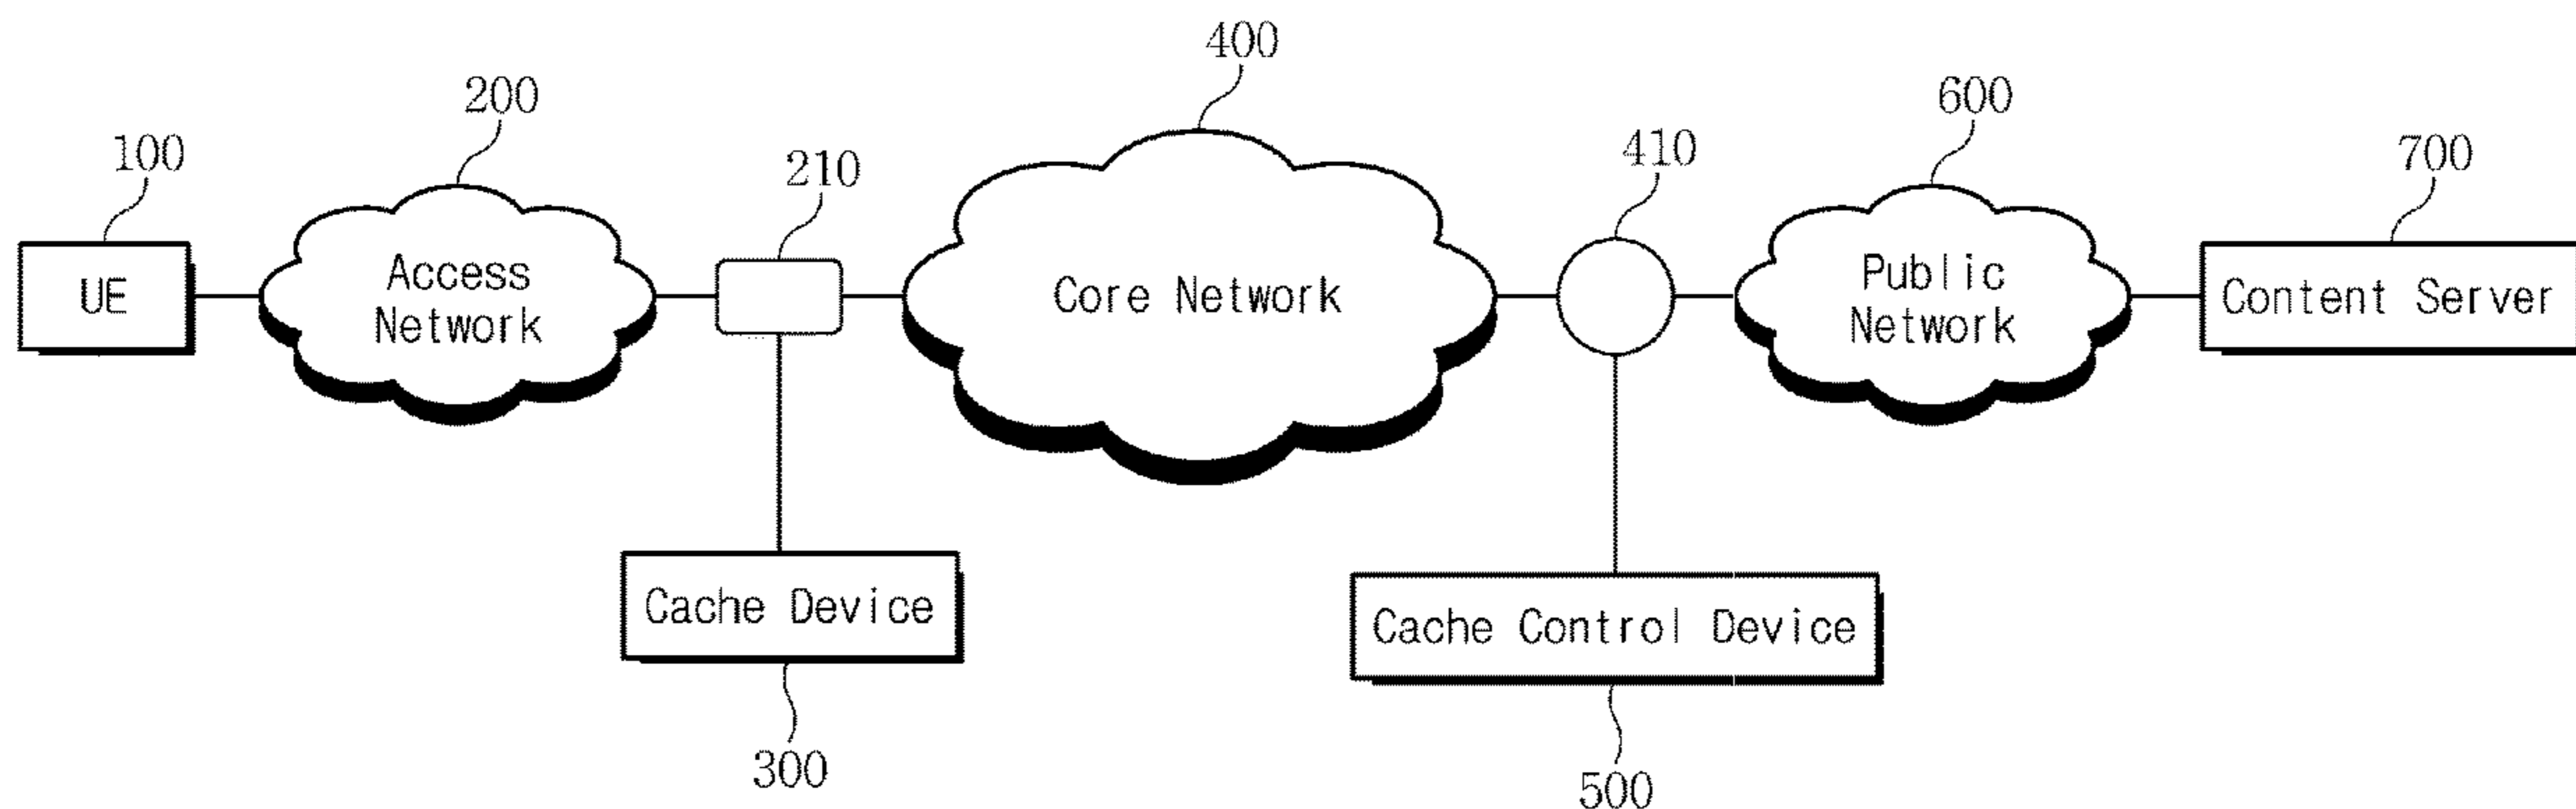 400
200
600
100
210
410
700
UE
Access
Network
Core Network
Public
Network
Content Server
Cache Device
Cache Control Device
300
500